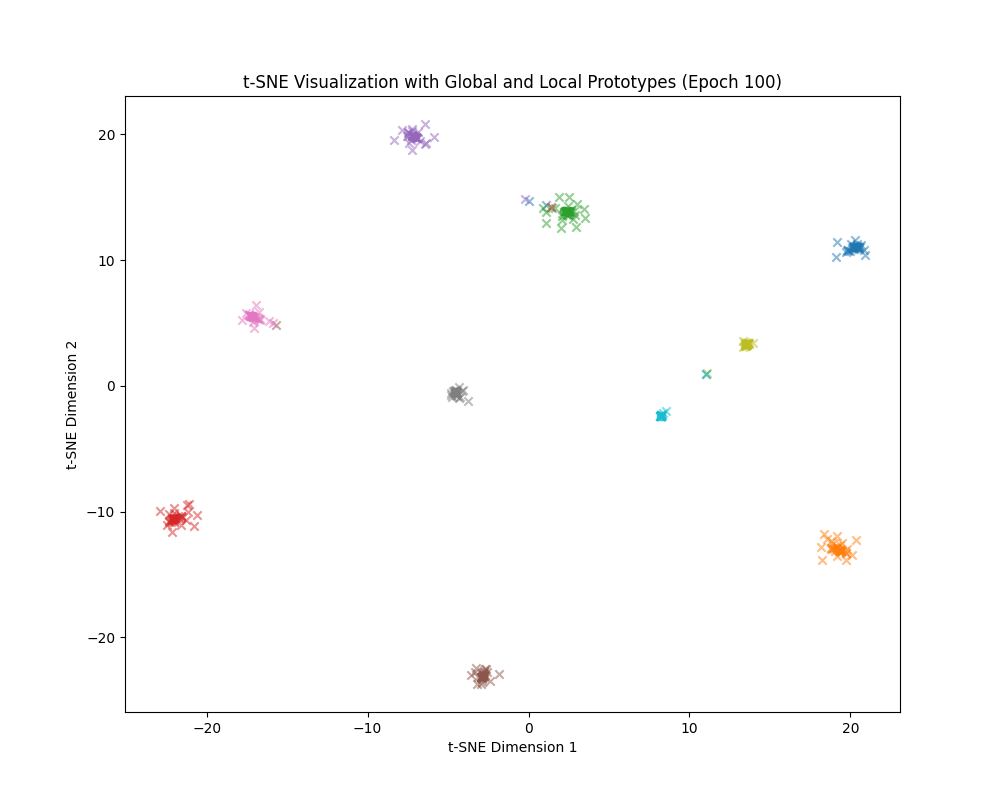 t-SNE Visualization with Global and Local Prototypes (Epoch 100)
20
10
0
−10
−20
t-SNE Dimension 2
−20 −10 0 10 20
t-SNE Dimension 1